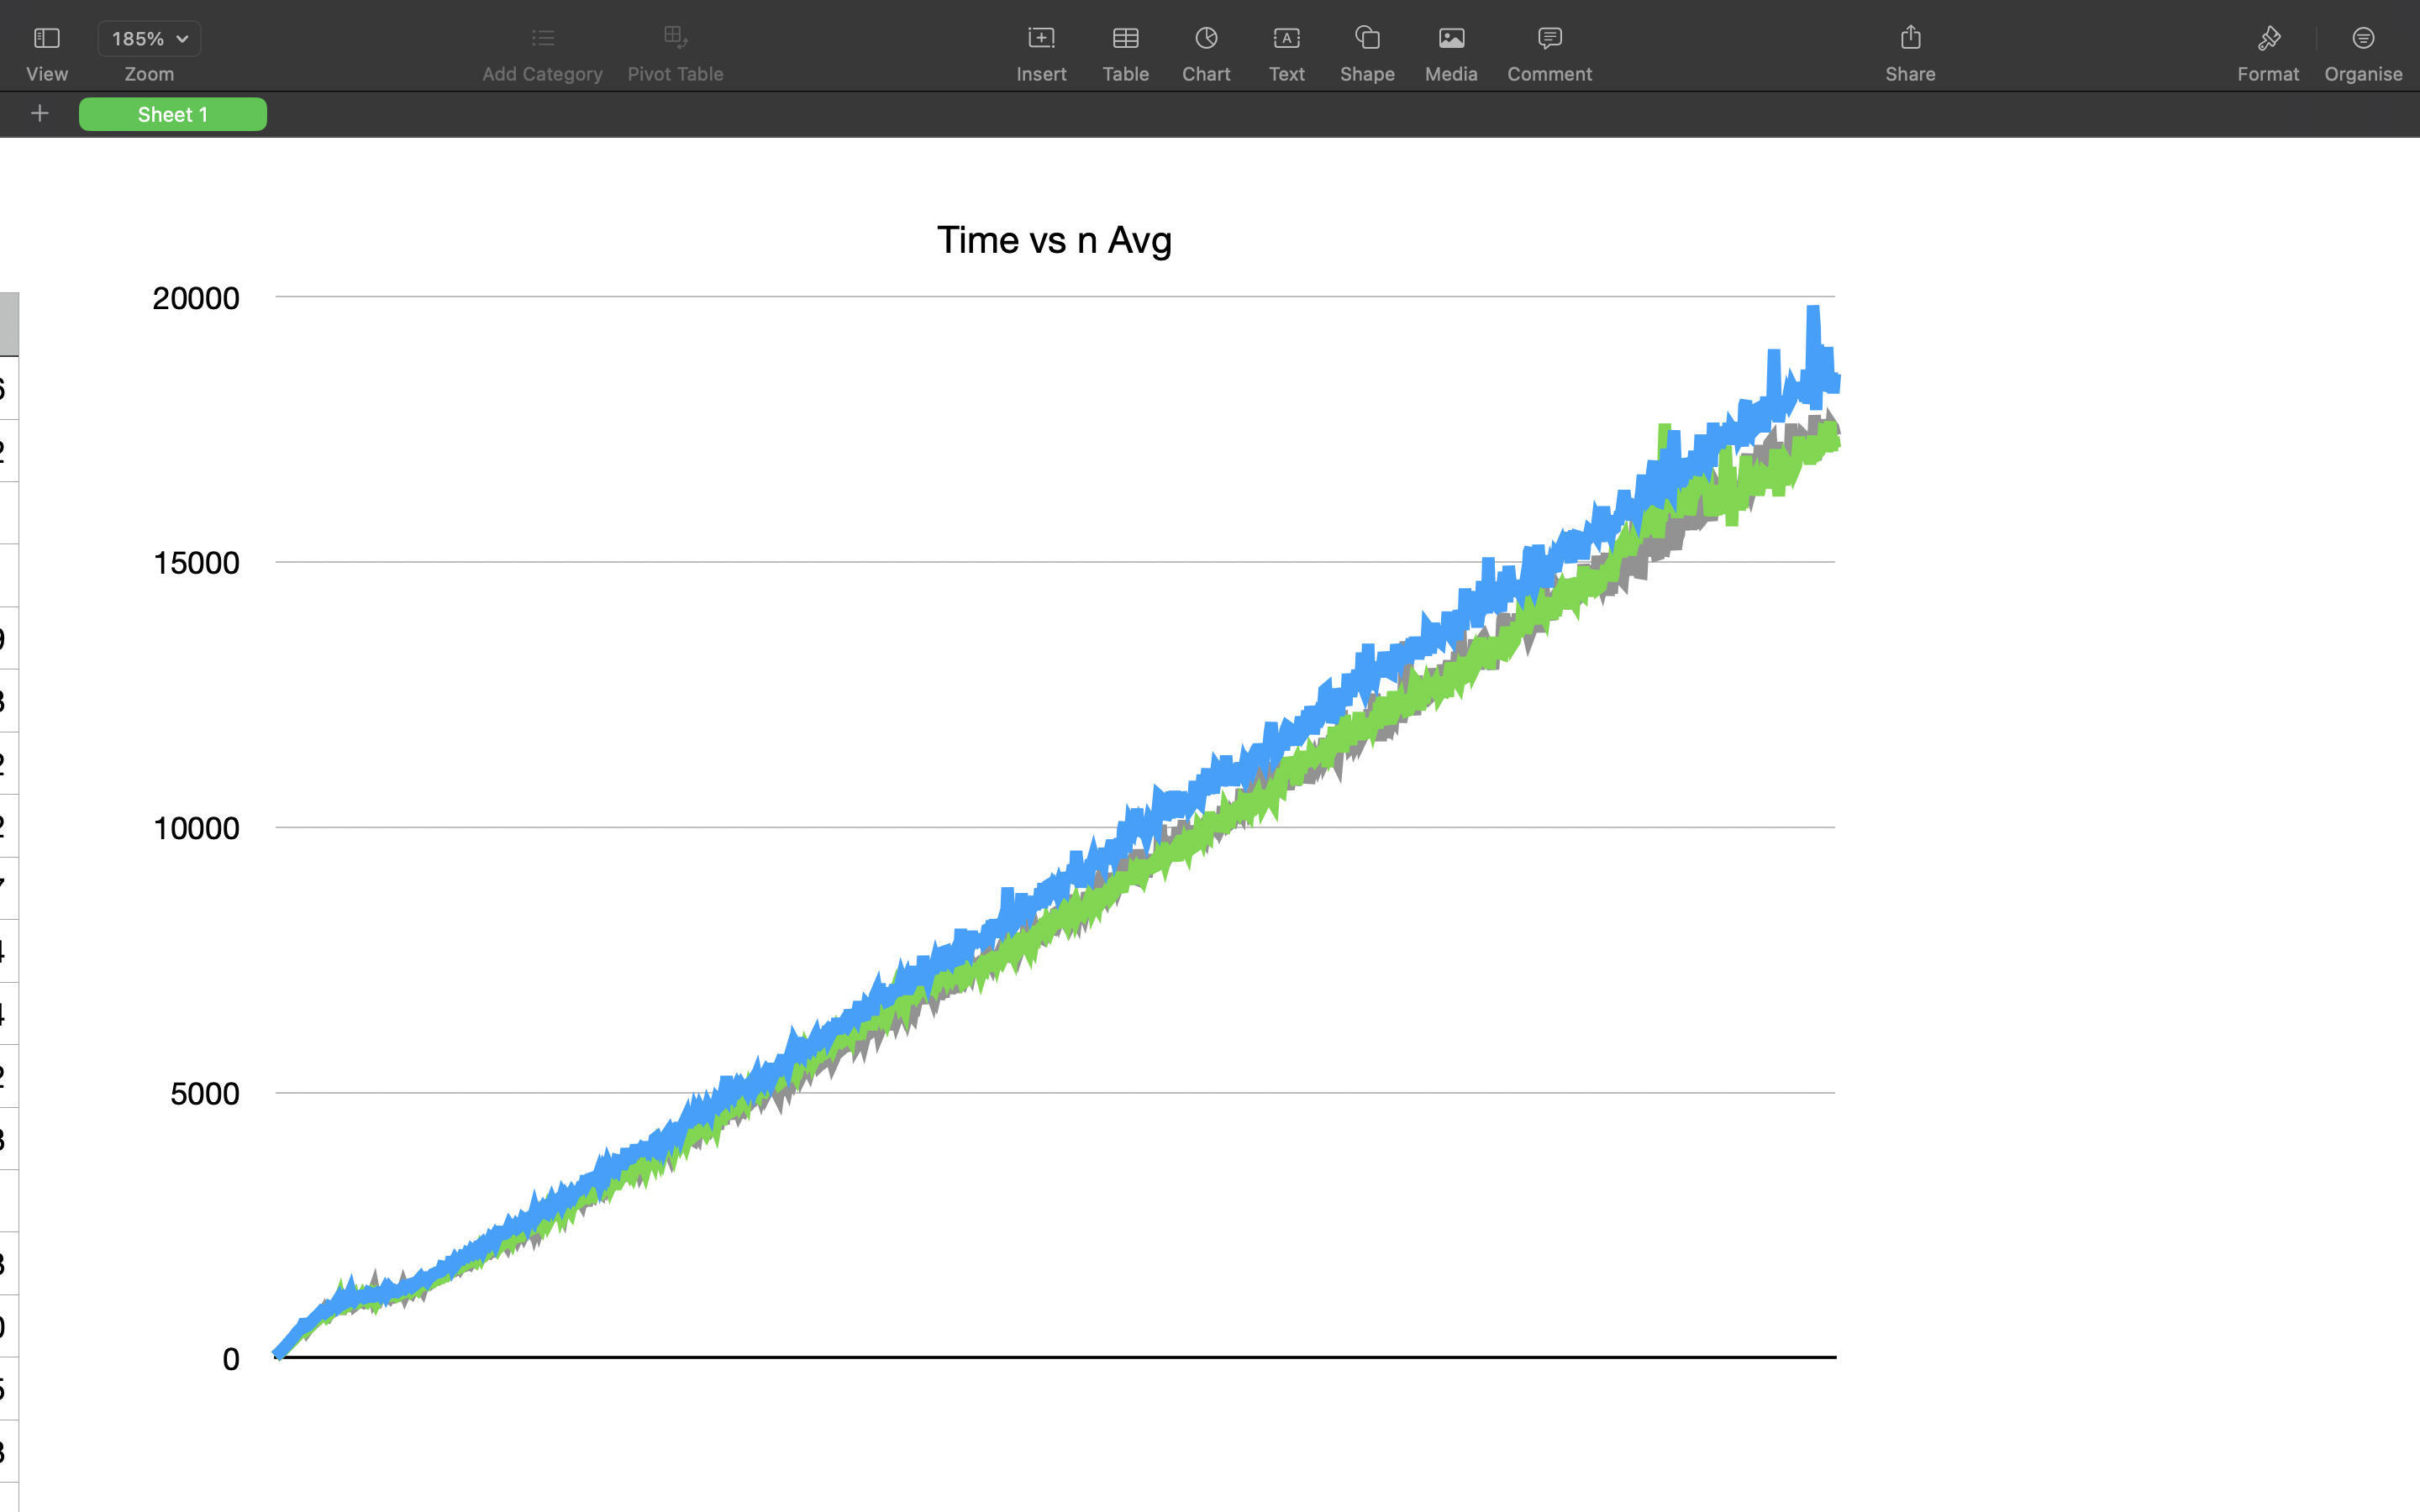 185%
View Zoom Add Category Pivot Table Insert Table Chart Text Shape Media Comment Share Format Organise
Sheet 1
Time vs n Avg
20000
15000
10000
5000
0